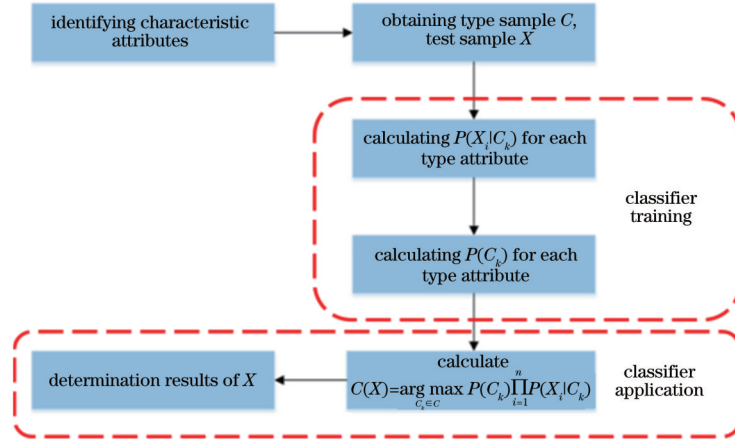 identifying characteristic
attributes
obtaining type sample C,
test sample X
calculating P(Xᵢ|Cₖ) for each
type attribute
classifier
training
calculating P(Cₖ) for each
type attribute
calculate
C(X)=arg max P(Cₖ)∏P(Xᵢ|Cₖ)
Cₖ∈C
n
i=1
determination results of X
classifier
application